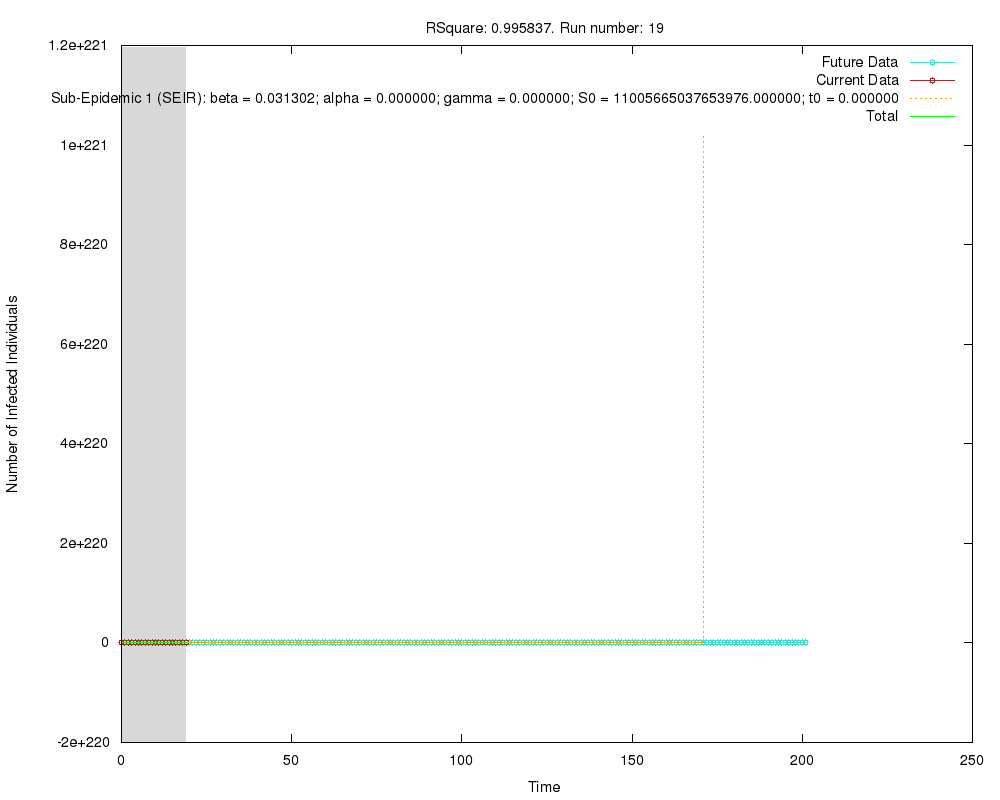 RSquare: 0.995837. Run number: 19
1.2e+221
Future Data
Current Data
Sub-Epidemic 1 (SEIR): beta = 0.031302; alpha = 0.000000; gamma = 0.000000; S0 = 11005665037653976.000000; t0 = 0.000000
Total
1e+221
8e+220
6e+220
Number of Infected Individuals
4e+220
2e+220
0
-2e+220
0 50 100 150 200 250
Time